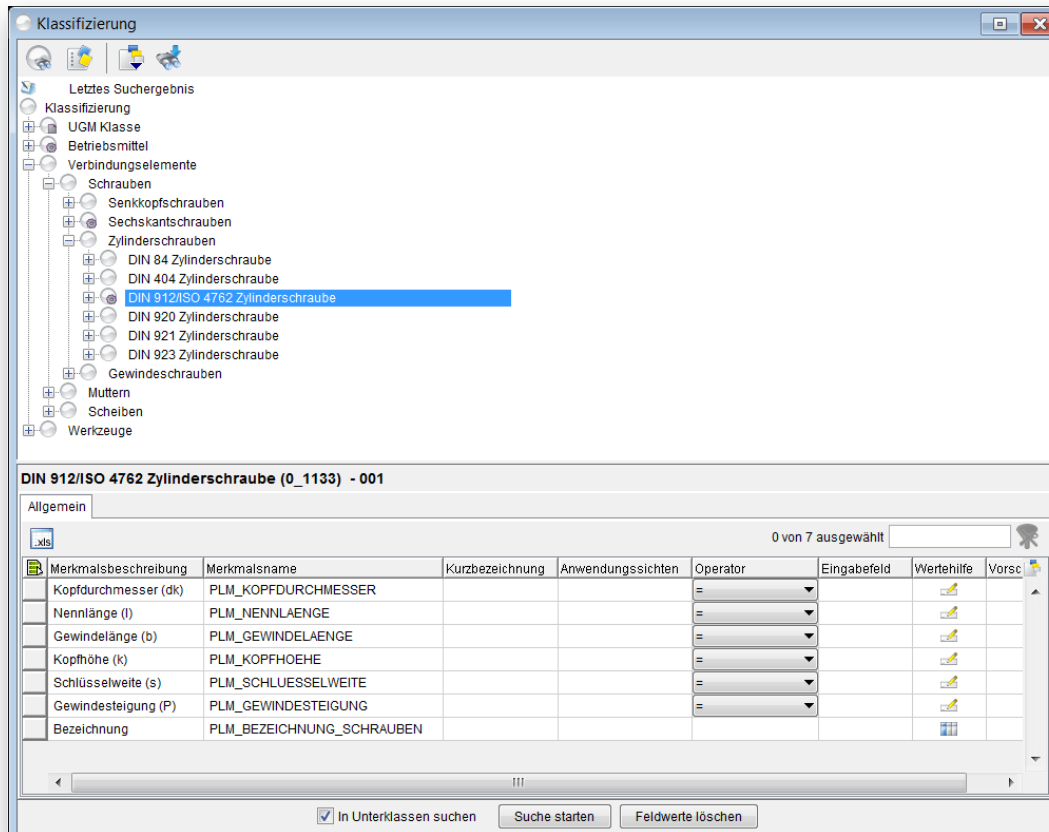 Klassifizierung
Letztes Suchergebnis
Klassifizierung
UGM Klasse
Betriebsmittel
Verbindungselemente
Schrauben
Senkkopfschrauben
Sechskantschrauben
Zylinderschrauben
DIN 84 Zylinderschraube
DIN 404 Zylinderschraube
DIN 912/ISO 4762 Zylinderschraube
DIN 920 Zylinderschraube
DIN 921 Zylinderschraube
DIN 923 Zylinderschraube
Gewindeschrauben
Muttern
Scheiben
Werkzeuge
DIN 912/ISO 4762 Zylinderschraube (0_1133) - 001
Allgemein
.xls 0 von 7 ausgewählt
Merkmalsbeschreibung Merkmalsname Kurzbezeichnung Anwendungssichten Operator Eingabefeld Wertehilfe Vorsc
Kopfdurchmesser (dk) PLM_KOPFDURCHMESSER =
Nennlänge (l) PLM_NENNLAENGE =
Gewindelänge (b) PLM_GEWINDELAENGE =
Kopfhöhe (k) PLM_KOPFHOEHE =
Schlüsselweite (s) PLM_SCHLUESSELWEITE =
Gewindesteigung (P) PLM_GEWINDESTEIGUNG =
Bezeichnung PLM_BEZEICHNUNG_SCHRAUBEN
In Unterklassen suchen Suche starten Feldwerte löschen